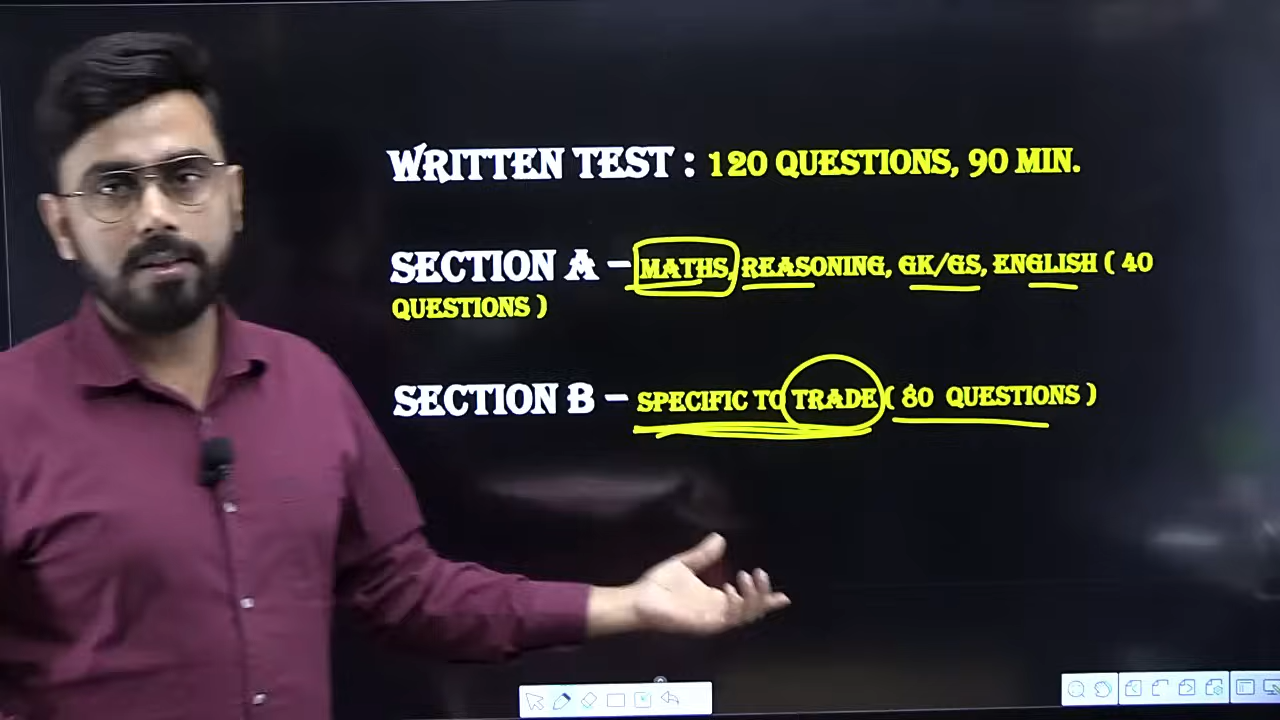 WRITTEN TEST : 120 QUESTIONS, 90 MIN.
SECTION A – MATHS, REASONING, GK/GS, ENGLISH ( 40
QUESTIONS )
SECTION B – SPECIFIC TO TRADE ( 80 QUESTIONS )